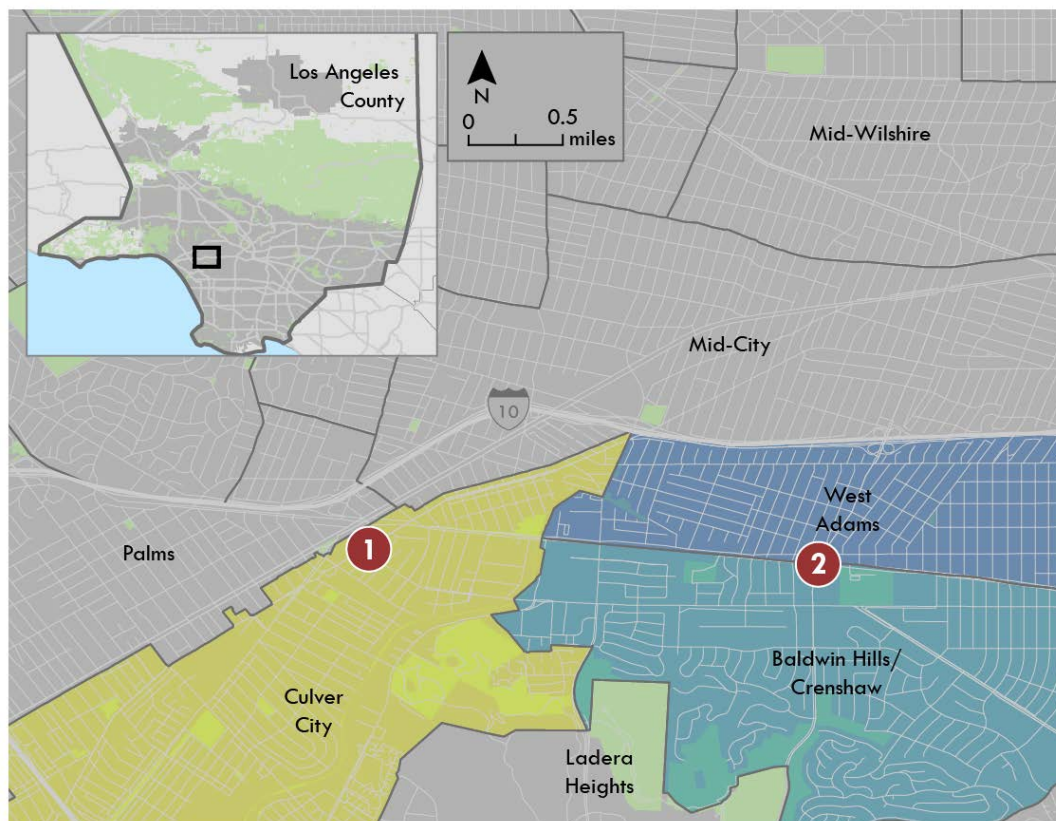 Los Angeles
County
N
0 0.5
miles
Mid-Wilshire
Mid-City
10
West
Adams
1
2
Palms
Baldwin Hills/
Crenshaw
Culver
City
Ladera
Heights